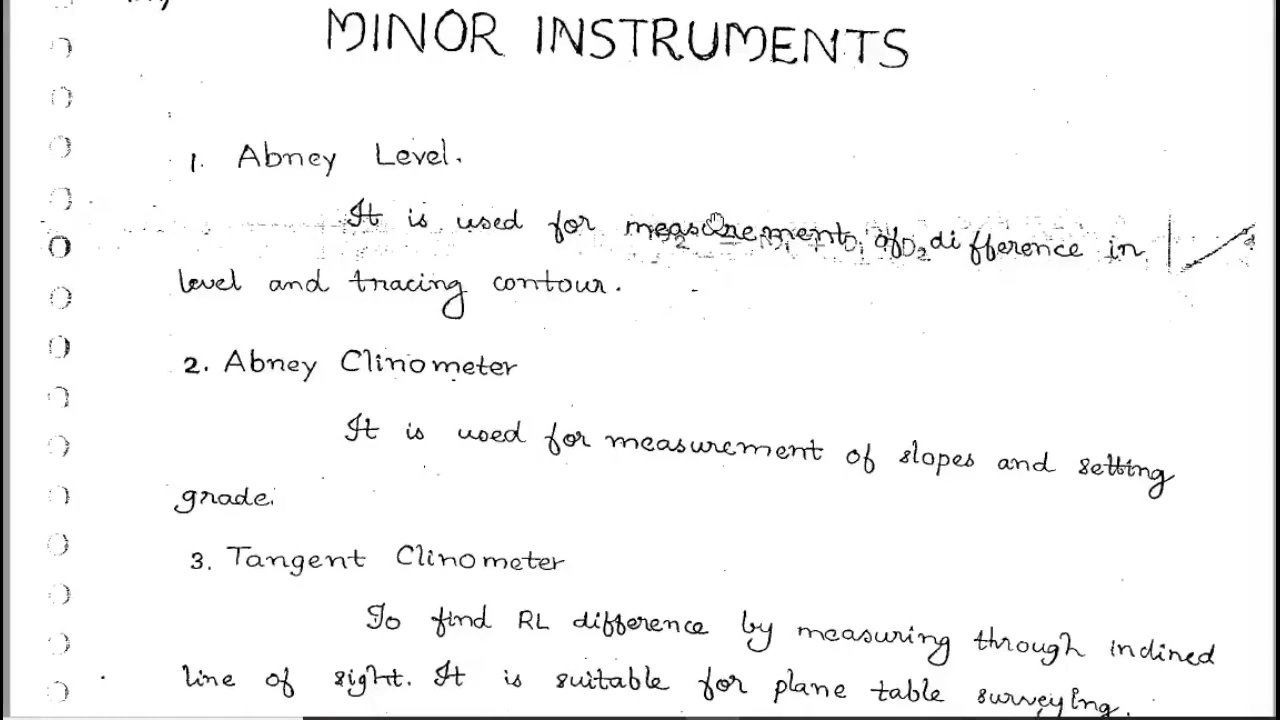 MINOR INSTRUMENTS
1. Abney Level.
It is used for measurement of difference in
level and tracing contour.
2. Abney Clinometer
It is used for measurement of slopes and setting
grade.
3. Tangent Clinometer
To find RL difference by measuring through inclined
line of sight. It is suitable for plane table surveying.